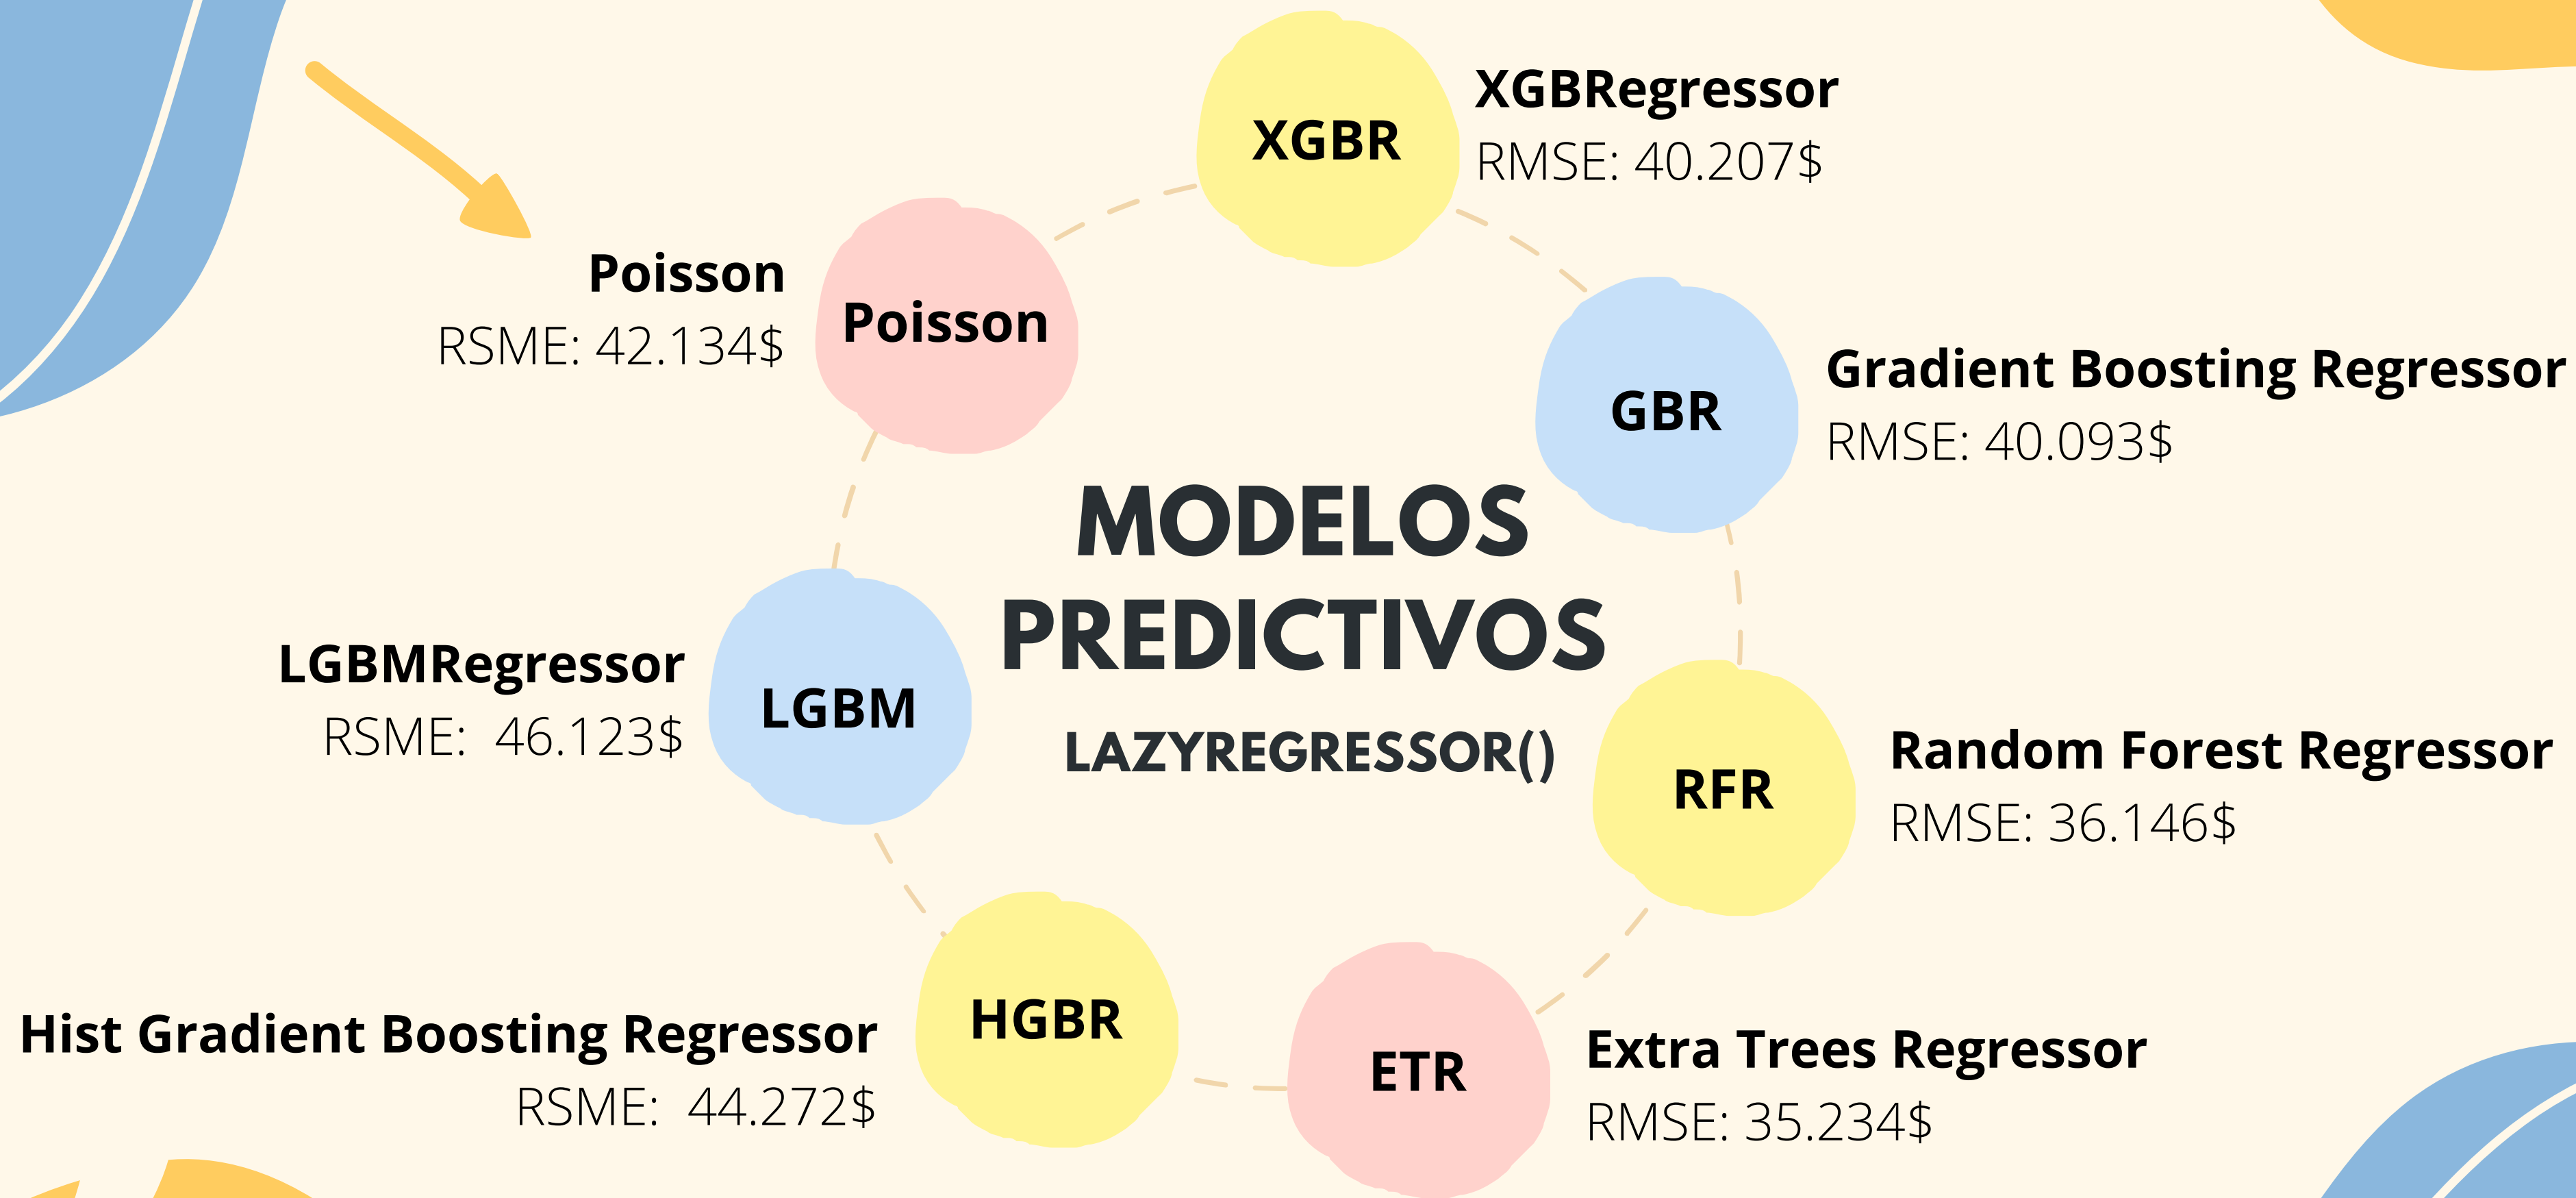 XGBR
XGBRegressor
RMSE: 40.207$
Poisson
RSME: 42.134$
Poisson
GBR
Gradient Boosting Regressor
RMSE: 40.093$
MODELOS
PREDICTIVOS
LAZYREGRESSOR()
LGBMRegressor
RSME: 46.123$
LGBM
RFR
Random Forest Regressor
RMSE: 36.146$
Hist Gradient Boosting Regressor
RSME: 44.272$
HGBR
ETR
Extra Trees Regressor
RMSE: 35.234$